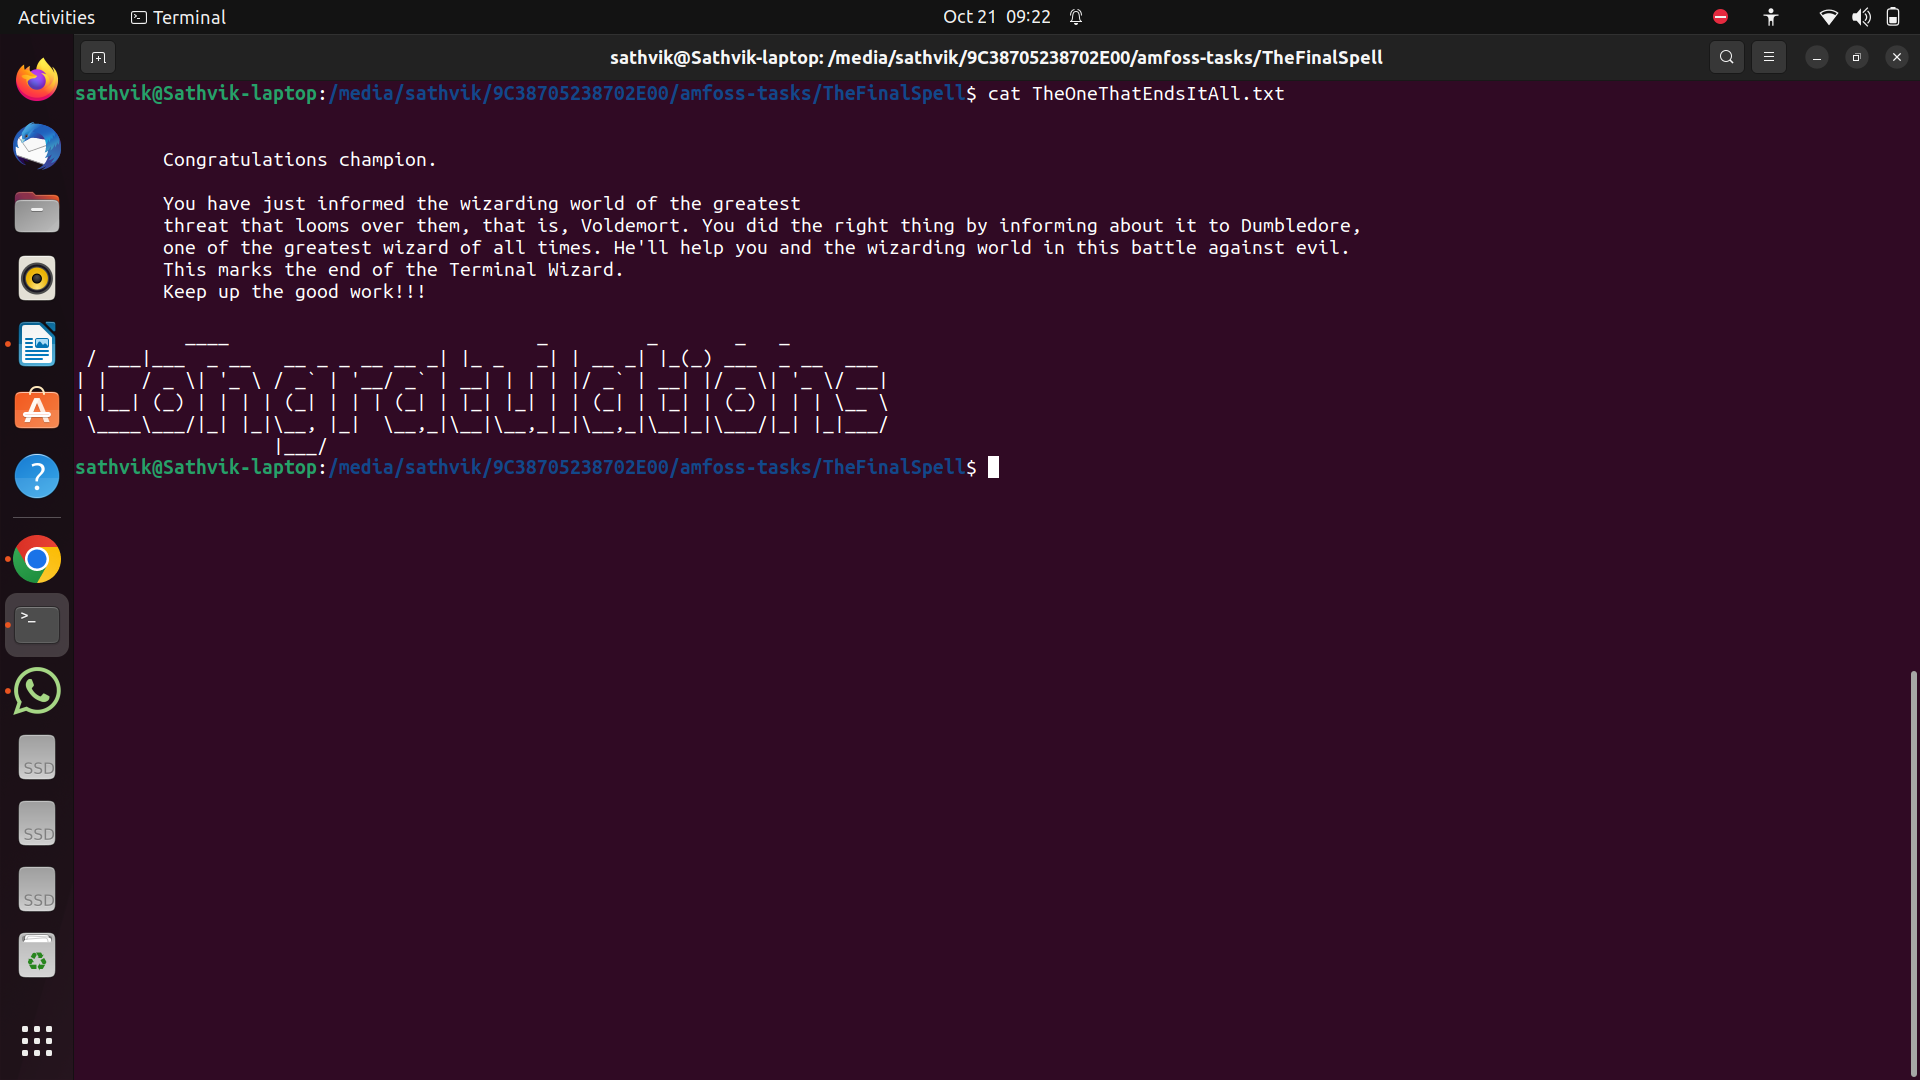 Activities Terminal Oct 21 09:22
sathvik@Sathvik-laptop: /media/sathvik/9C38705238702E00/amfoss-tasks/TheFinalSpell
sathvik@Sathvik-laptop:/media/sathvik/9C38705238702E00/amfoss-tasks/TheFinalSpell$ cat TheOneThatEndsItAll.txt
Congratulations champion.
You have just informed the wizarding world of the greatest
threat that looms over them, that is, Voldemort. You did the right thing by informing about it to Dumbledore,
one of the greatest wizard of all times. He'll help you and the wizarding world in this battle against evil.
This marks the end of the Terminal Wizard.
Keep up the good work!!!
Congratulations
sathvik@Sathvik-laptop:/media/sathvik/9C38705238702E00/amfoss-tasks/TheFinalSpell$
SSD
SSD
SSD